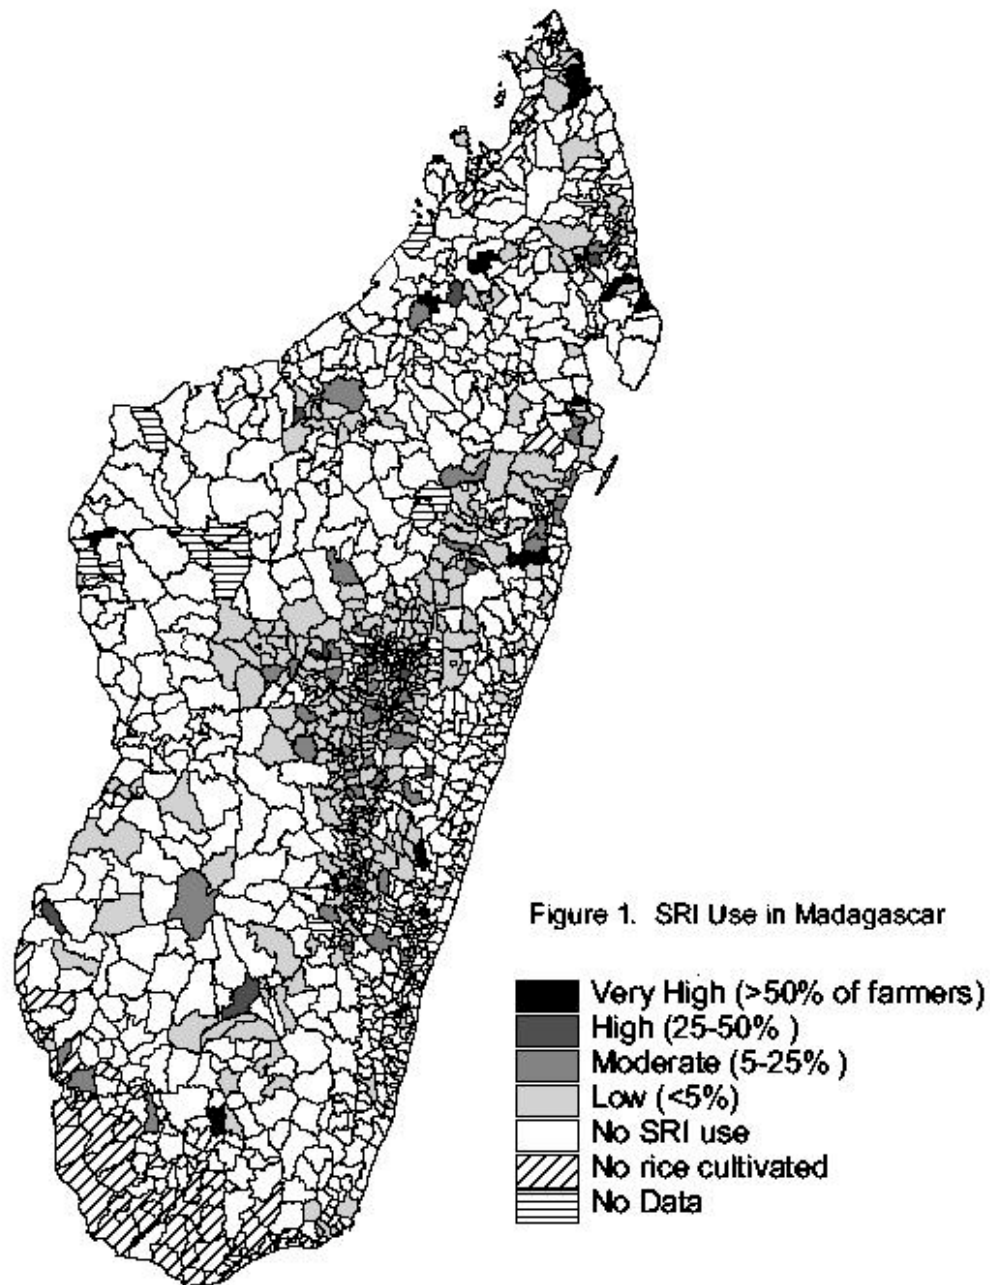 Figure 1. SRI Use in Madagascar
Very High (>50% of farmers)
High (25-50% )
Moderate (5-25% )
Low (<5%)
No SRI use
No rice cultivated
No Data